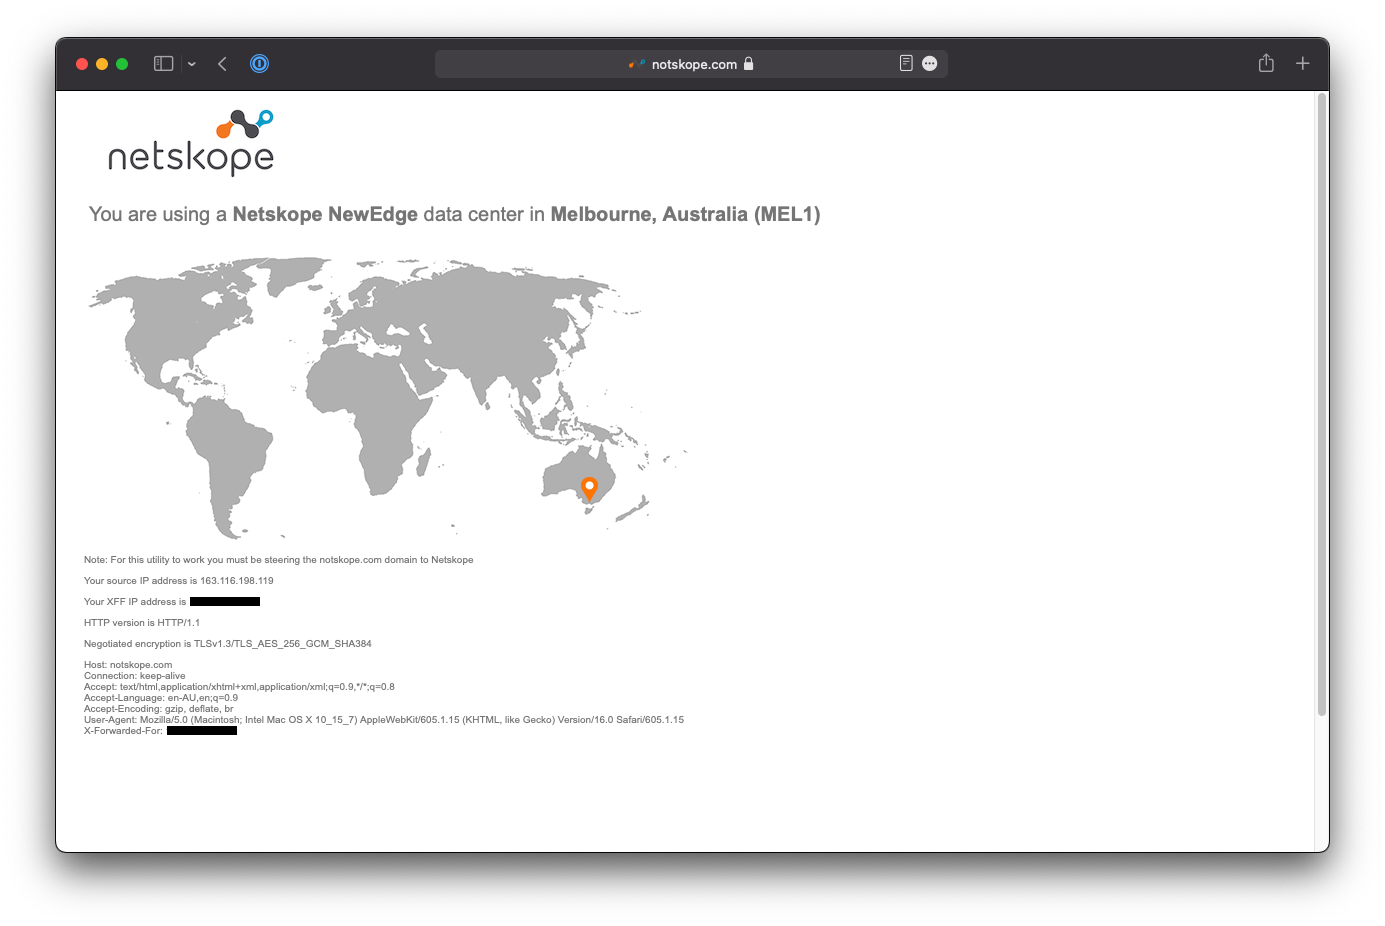 notskope.com
netskope
You are using a Netskope NewEdge data center in Melbourne, Australia (MEL1)
Note: For this utility to work you must be steering the notskope.com domain to Netskope
Your source IP address is 163.116.198.119
Your XFF IP address is
HTTP version is HTTP/1.1
Negotiated encryption is TLSv1.3/TLS_AES_256_GCM_SHA384
Host: notskope.com
Connection: keep-alive
Accept: text/html,application/xhtml+xml,application/xml;q=0.9,*/*;q=0.8
Accept-Language: en-AU,en;q=0.9
Accept-Encoding: gzip, deflate, br
User-Agent: Mozilla/5.0 (Macintosh; Intel Mac OS X 10_15_7) AppleWebKit/605.1.15 (KHTML, like Gecko) Version/16.0 Safari/605.1.15
X-Forwarded-For: